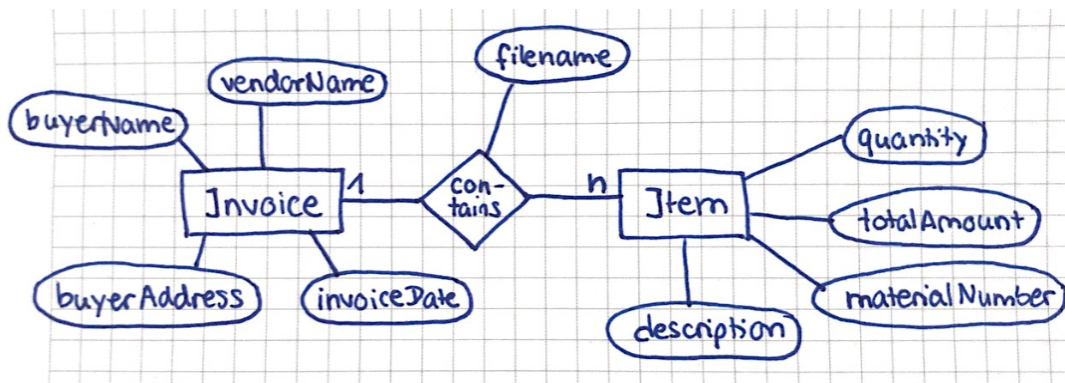 filename
vendorName
buyerName
quantity
Invoice
1
con-
tains
n
Item
totalAmount
buyerAddress
invoiceDate
materialNumber
description